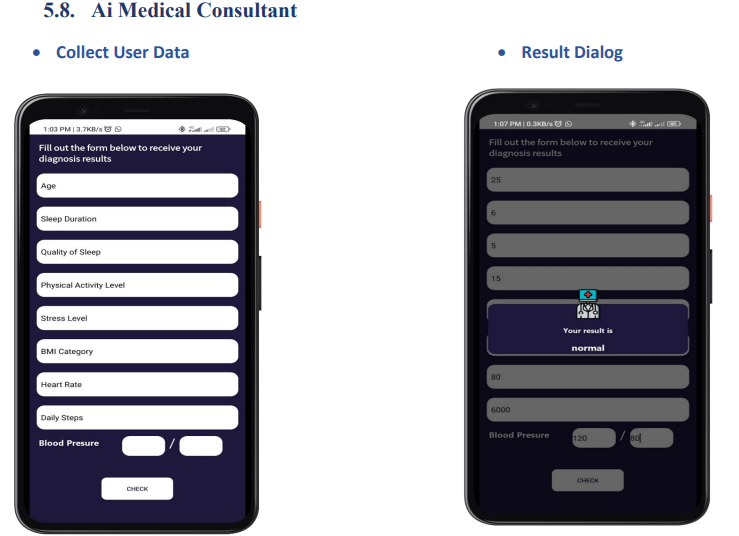 5.8. Ai Medical Consultant
• Collect User Data
1:03 PM | 3.7KB/s
Fill out the form below to receive your
diagnosis results
Age
Sleep Duration
Quality of Sleep
Physical Activity Level
Stress Level
BMI Category
Heart Rate
Daily Steps
Blood Presure /
CHECK
• Result Dialog
1:07 PM | 0.3KB/s
Fill out the form below to receive your
diagnosis results
25
6
5
15
Your result is
normal
80
6000
Blood Presure 120 / 80
CHECK